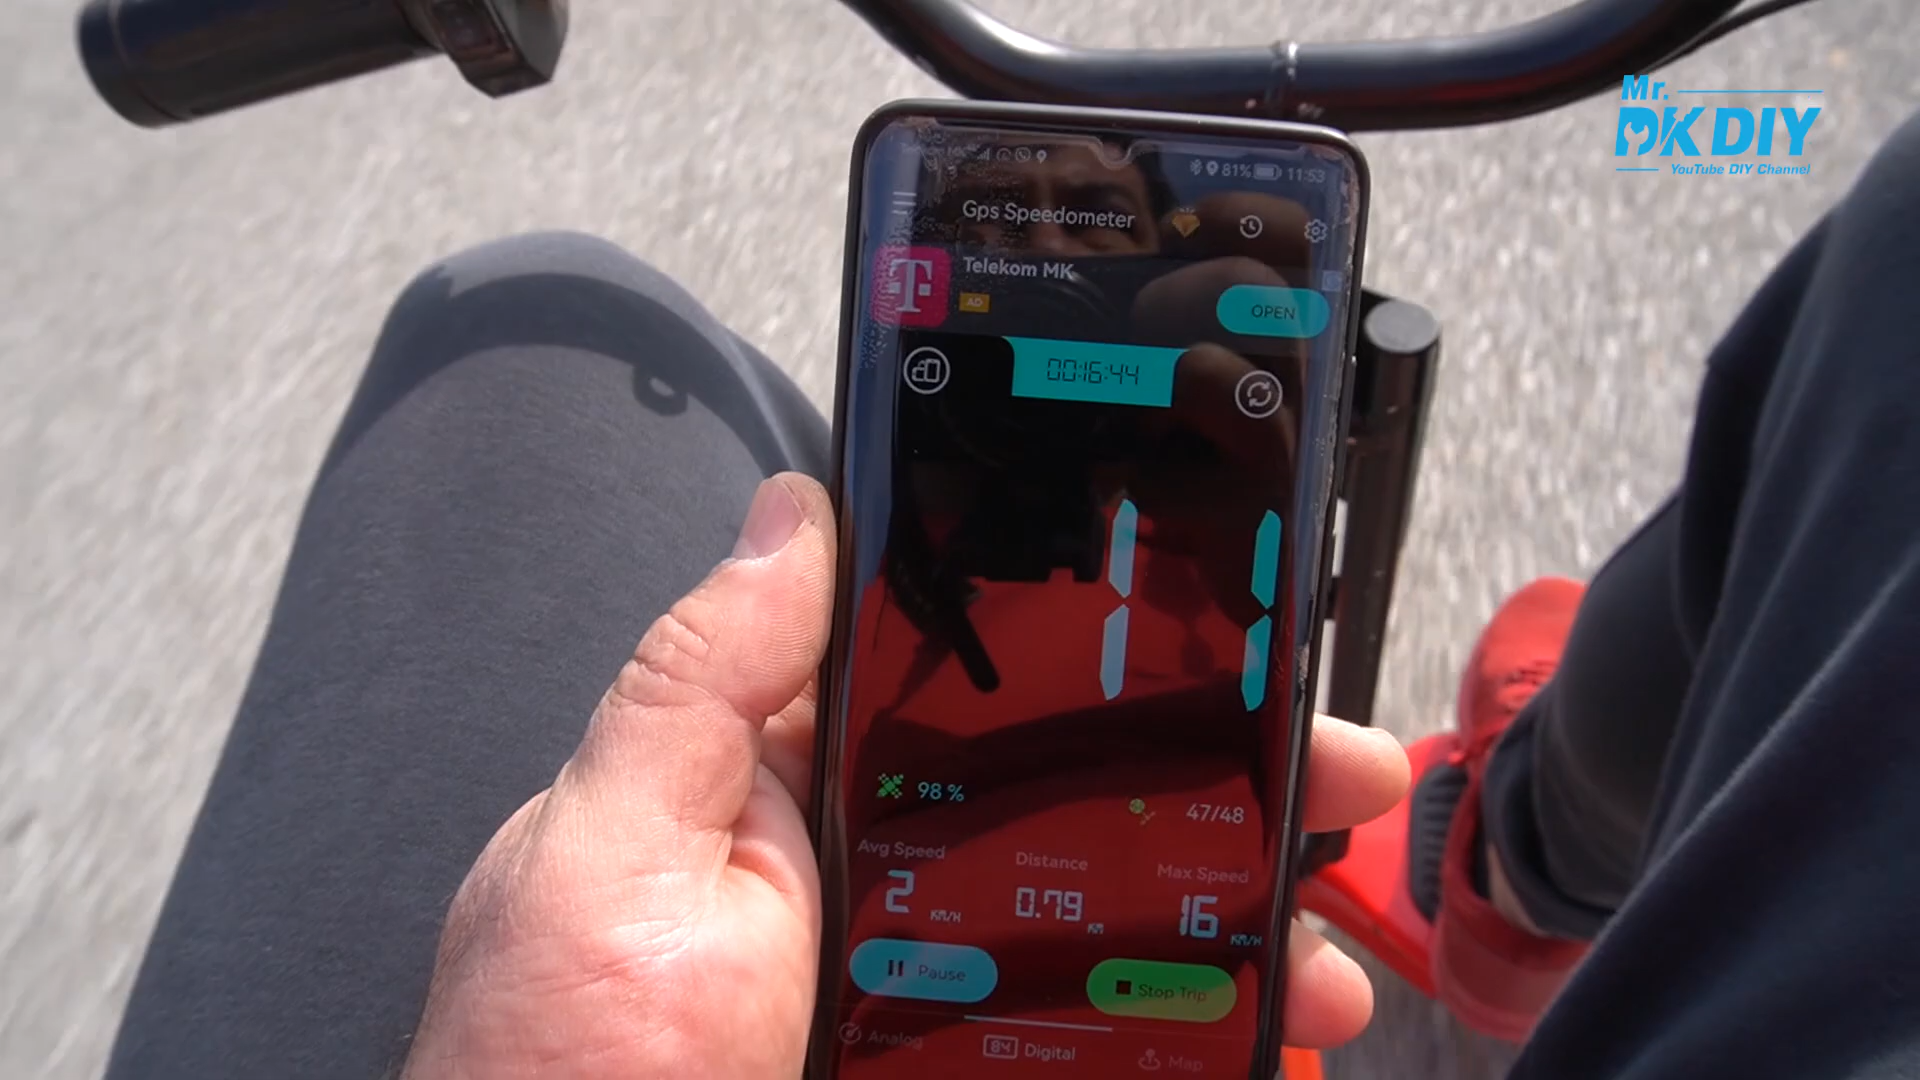 Mr.
DK DIY
YouTube DIY Channel
81% 11:53
Gps Speedometer
Telekom MK
T
AD
OPEN
00:16:44
11
98 %
47/48
Avg Speed
Distance
Max Speed
2 KM/H
0.79 KM
16 KM/H
Pause
Stop Trip
Analog
84 Digital
Map